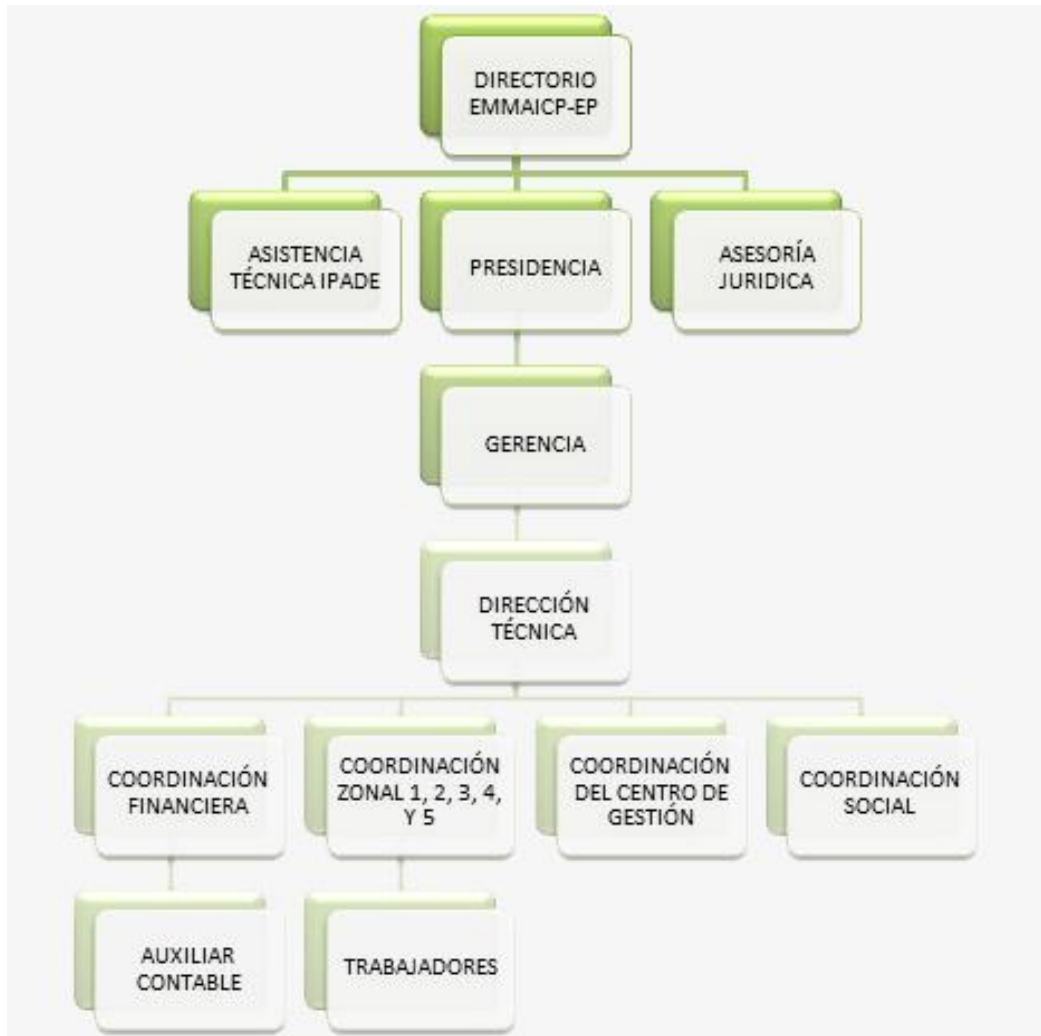 DIRECTORIO
EMMAICP-EP
ASISTENCIA
TÉCNICA IPADE
PRESIDENCIA
ASESORÍA
JURIDICA
GERENCIA
DIRECCIÓN
TÉCNICA
COORDINACIÓN
FINANCIERA
COORDINACIÓN
ZONAL 1, 2, 3, 4,
Y 5
COORDINACIÓN
DEL CENTRO DE
GESTIÓN
COORDINACIÓN
SOCIAL
AUXILIAR
CONTABLE
TRABAJADORES